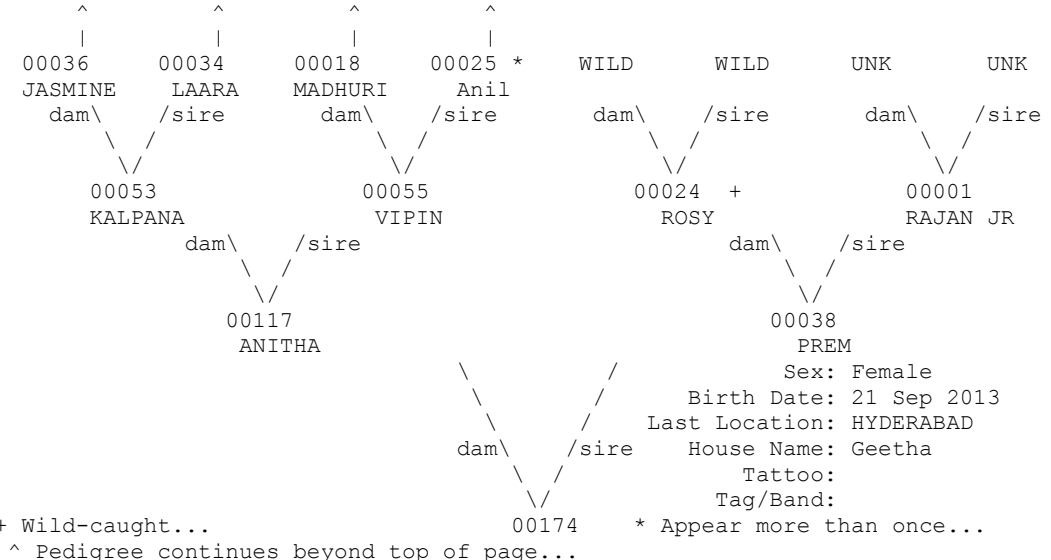 ^ ^ ^ ^
| | | |
00036 00034 00018 00025 * WILD WILD UNK UNK
JASMINE LAARA MADHURI Anil
dam\ /sire dam\ /sire dam\ /sire dam\ /sire
\ / \ / \ / \ /
\/ \/ \/ \/
00053 00055 00024 + 00001
KALPANA VIPIN ROSY RAJAN JR
dam\ /sire dam\ /sire
\ / \ /
\/ \/
00117 00038
ANITHA PREM
\ / Sex: Female
\ / Birth Date: 21 Sep 2013
\ / Last Location: HYDERABAD
dam\ /sire House Name: Geetha
\ / Tattoo:
\/ Tag/Band:
+ Wild-caught... 00174 * Appear more than once...
^ Pedigree continues beyond top of page...